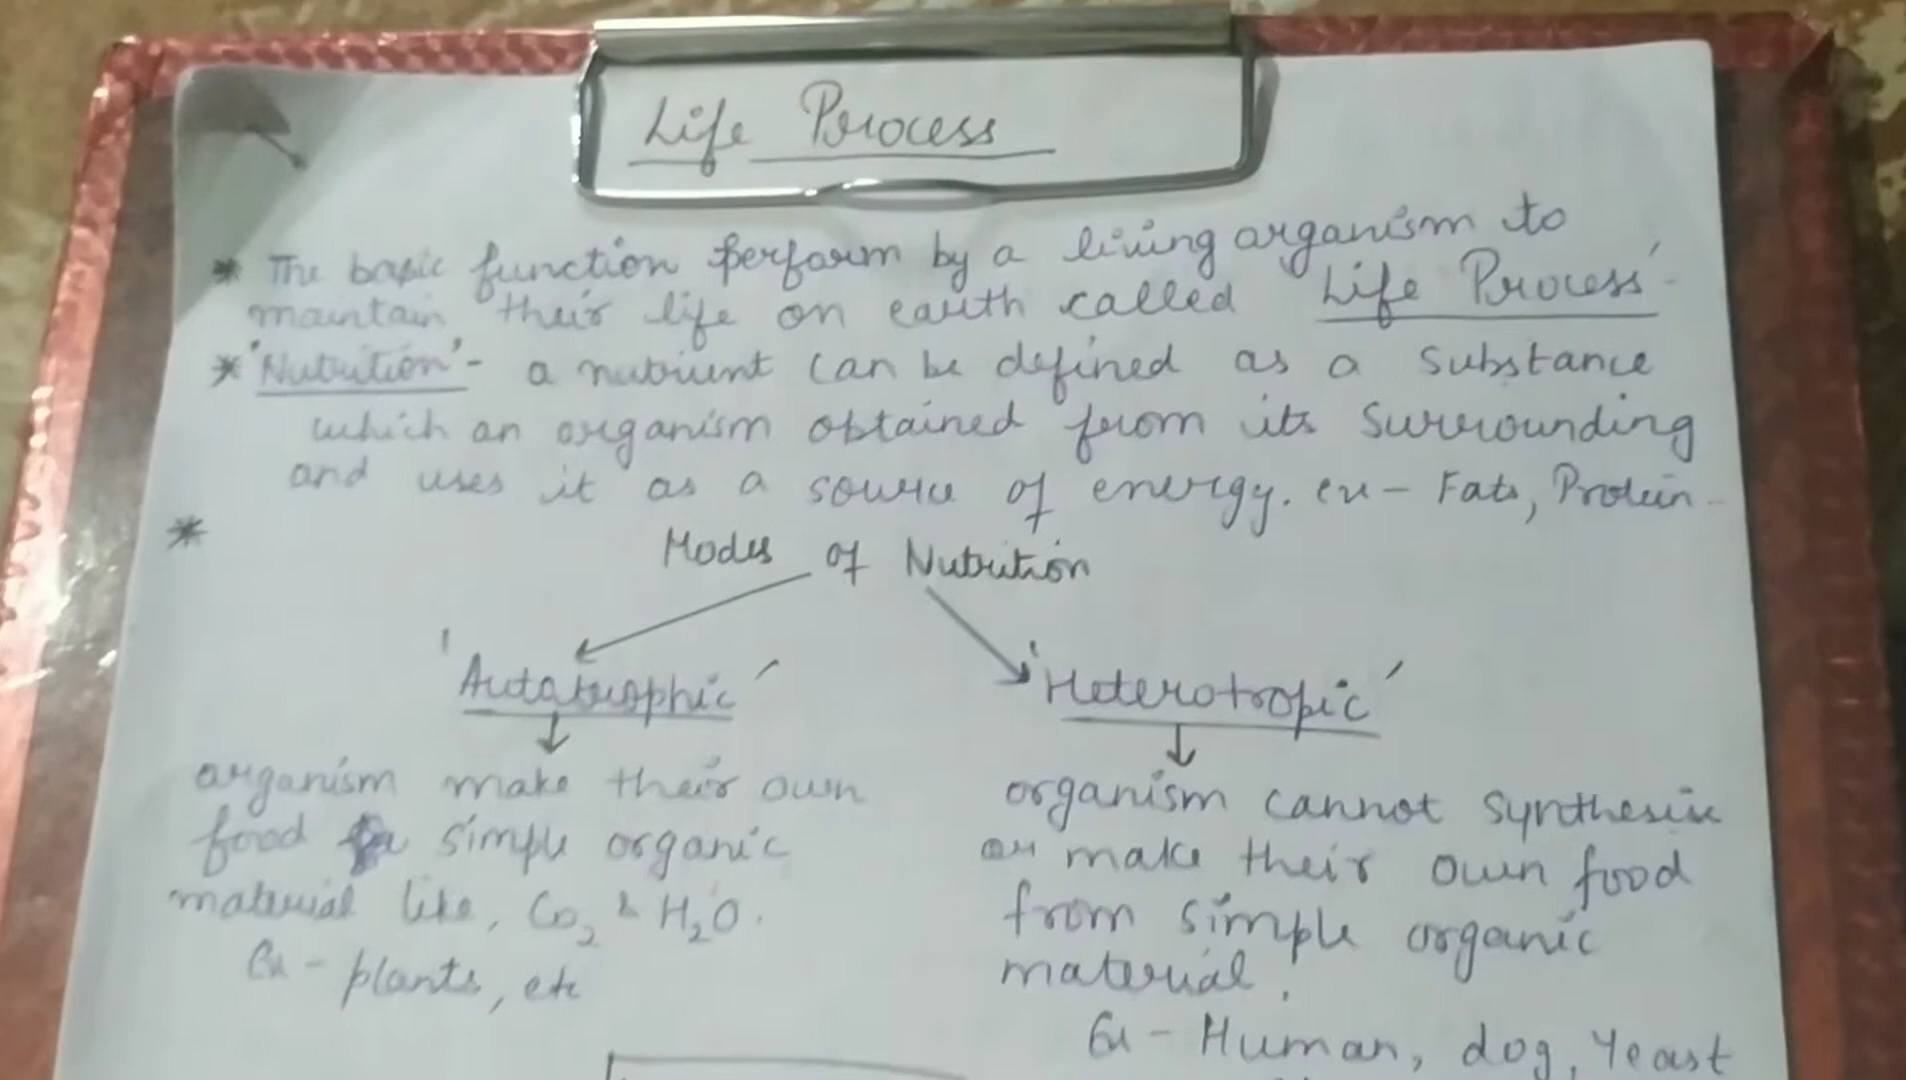 Life Process
* The basic function perform by a living organism to
maintain their life on earth called 'Life Process'.
* 'Nutrition' - a nutrient can be defined as a substance
which an organism obtained from its surrounding
and uses it as a source of energy. ex - Fats, Protein
*
Modes of Nutrition
'Autotrophic' 'Heterotropic'
organism make their own
food simple organic
material like, Co₂ & H₂O.
Ex - plants, etc
organism cannot synthesis
or make their own food
from simple organic
material.
Ex - Human, dog, Yeast